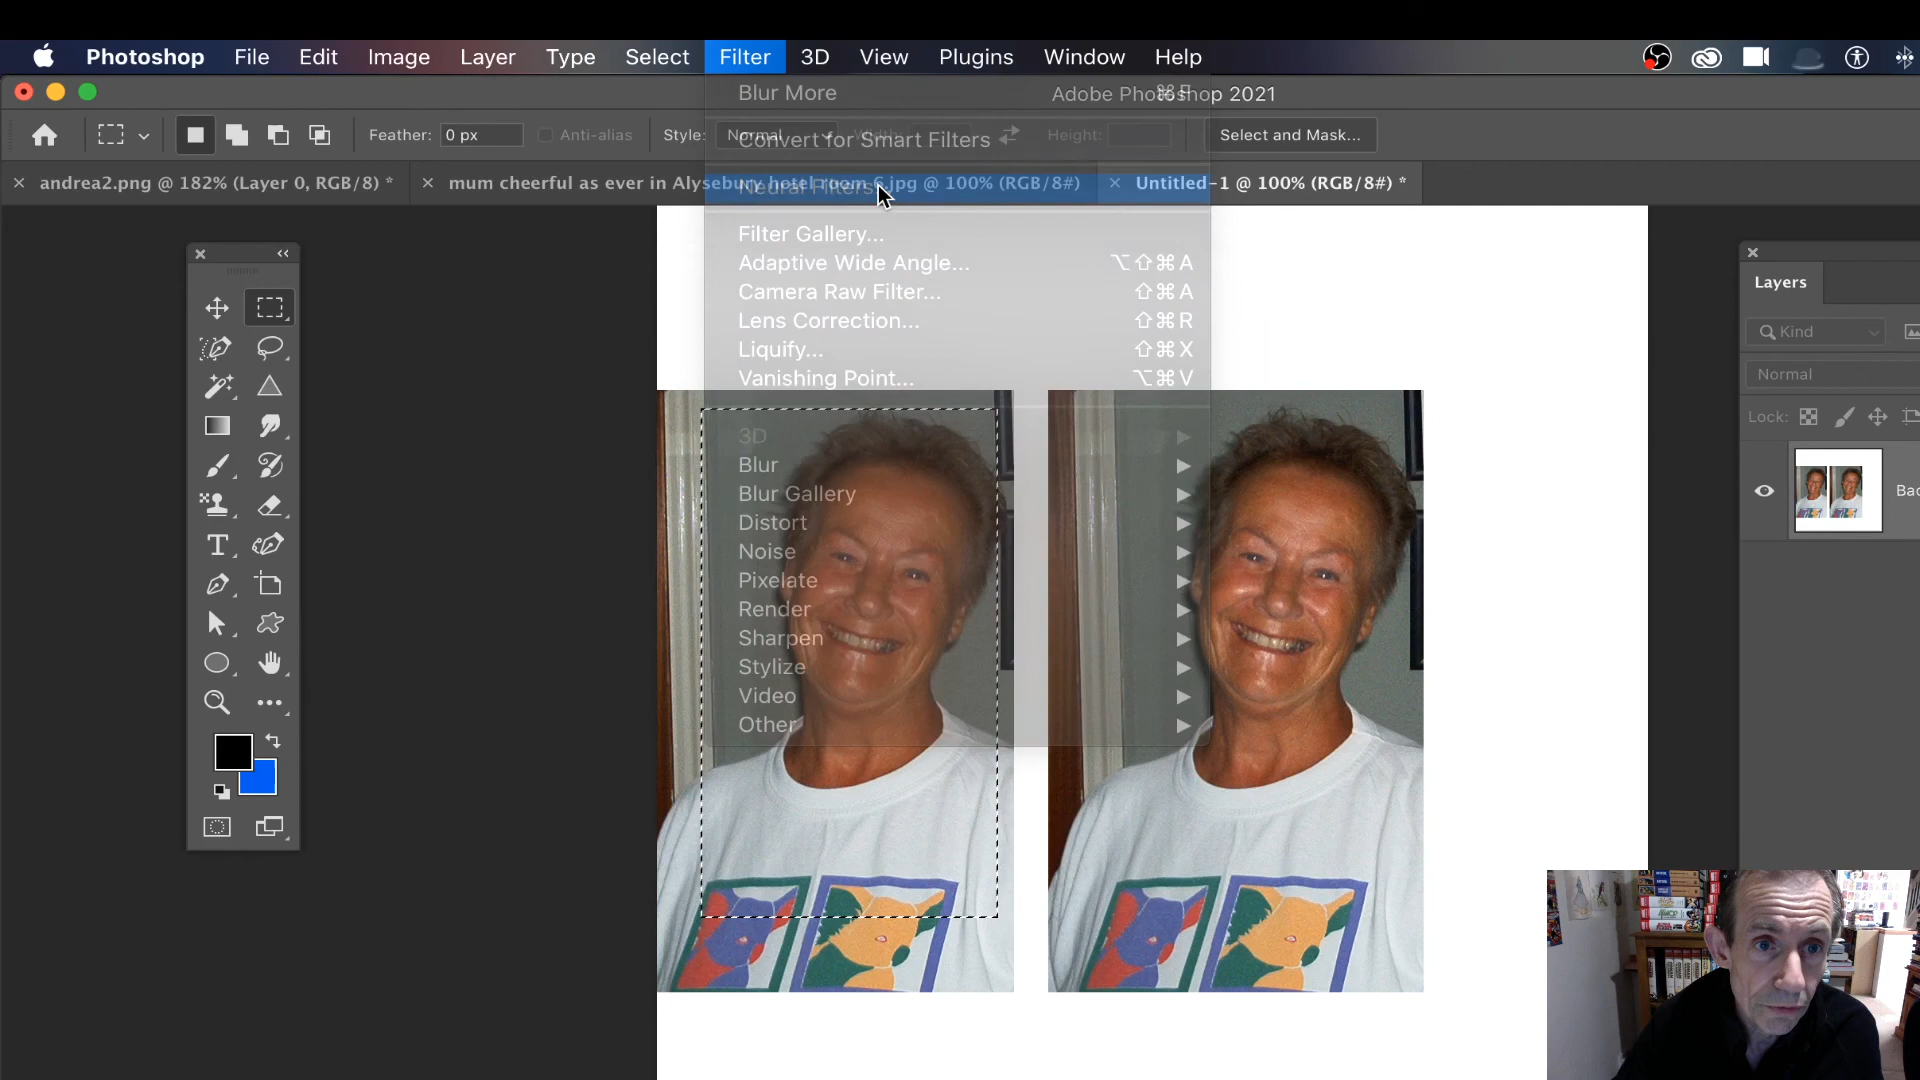 Photoshop File Edit Image Layer Type Select Filter 3D View Plugins Window Help
Blur More ⌘F
Adobe Photoshop 2021
Feather: 0 px Anti-alias Style: Normal Width: Height: Select and Mask...
Convert for Smart Filters
andrea2.png @ 182% (Layer 0, RGB/8) *
mum cheerful as ever in Alysebury hotel room 6.jpg @ 100% (RGB/8#)
Untitled-1 @ 100% (RGB/8#) *
Neural Filters...
Filter Gallery...
Adaptive Wide Angle... ⌥⇧⌘A
Camera Raw Filter... ⇧⌘A
Lens Correction... ⇧⌘R
Liquify... ⇧⌘X
Vanishing Point... ⌥⌘V
3D
Blur
Blur Gallery
Distort
Noise
Pixelate
Render
Sharpen
Stylize
Video
Other
Layers
Kind
Normal
Lock: